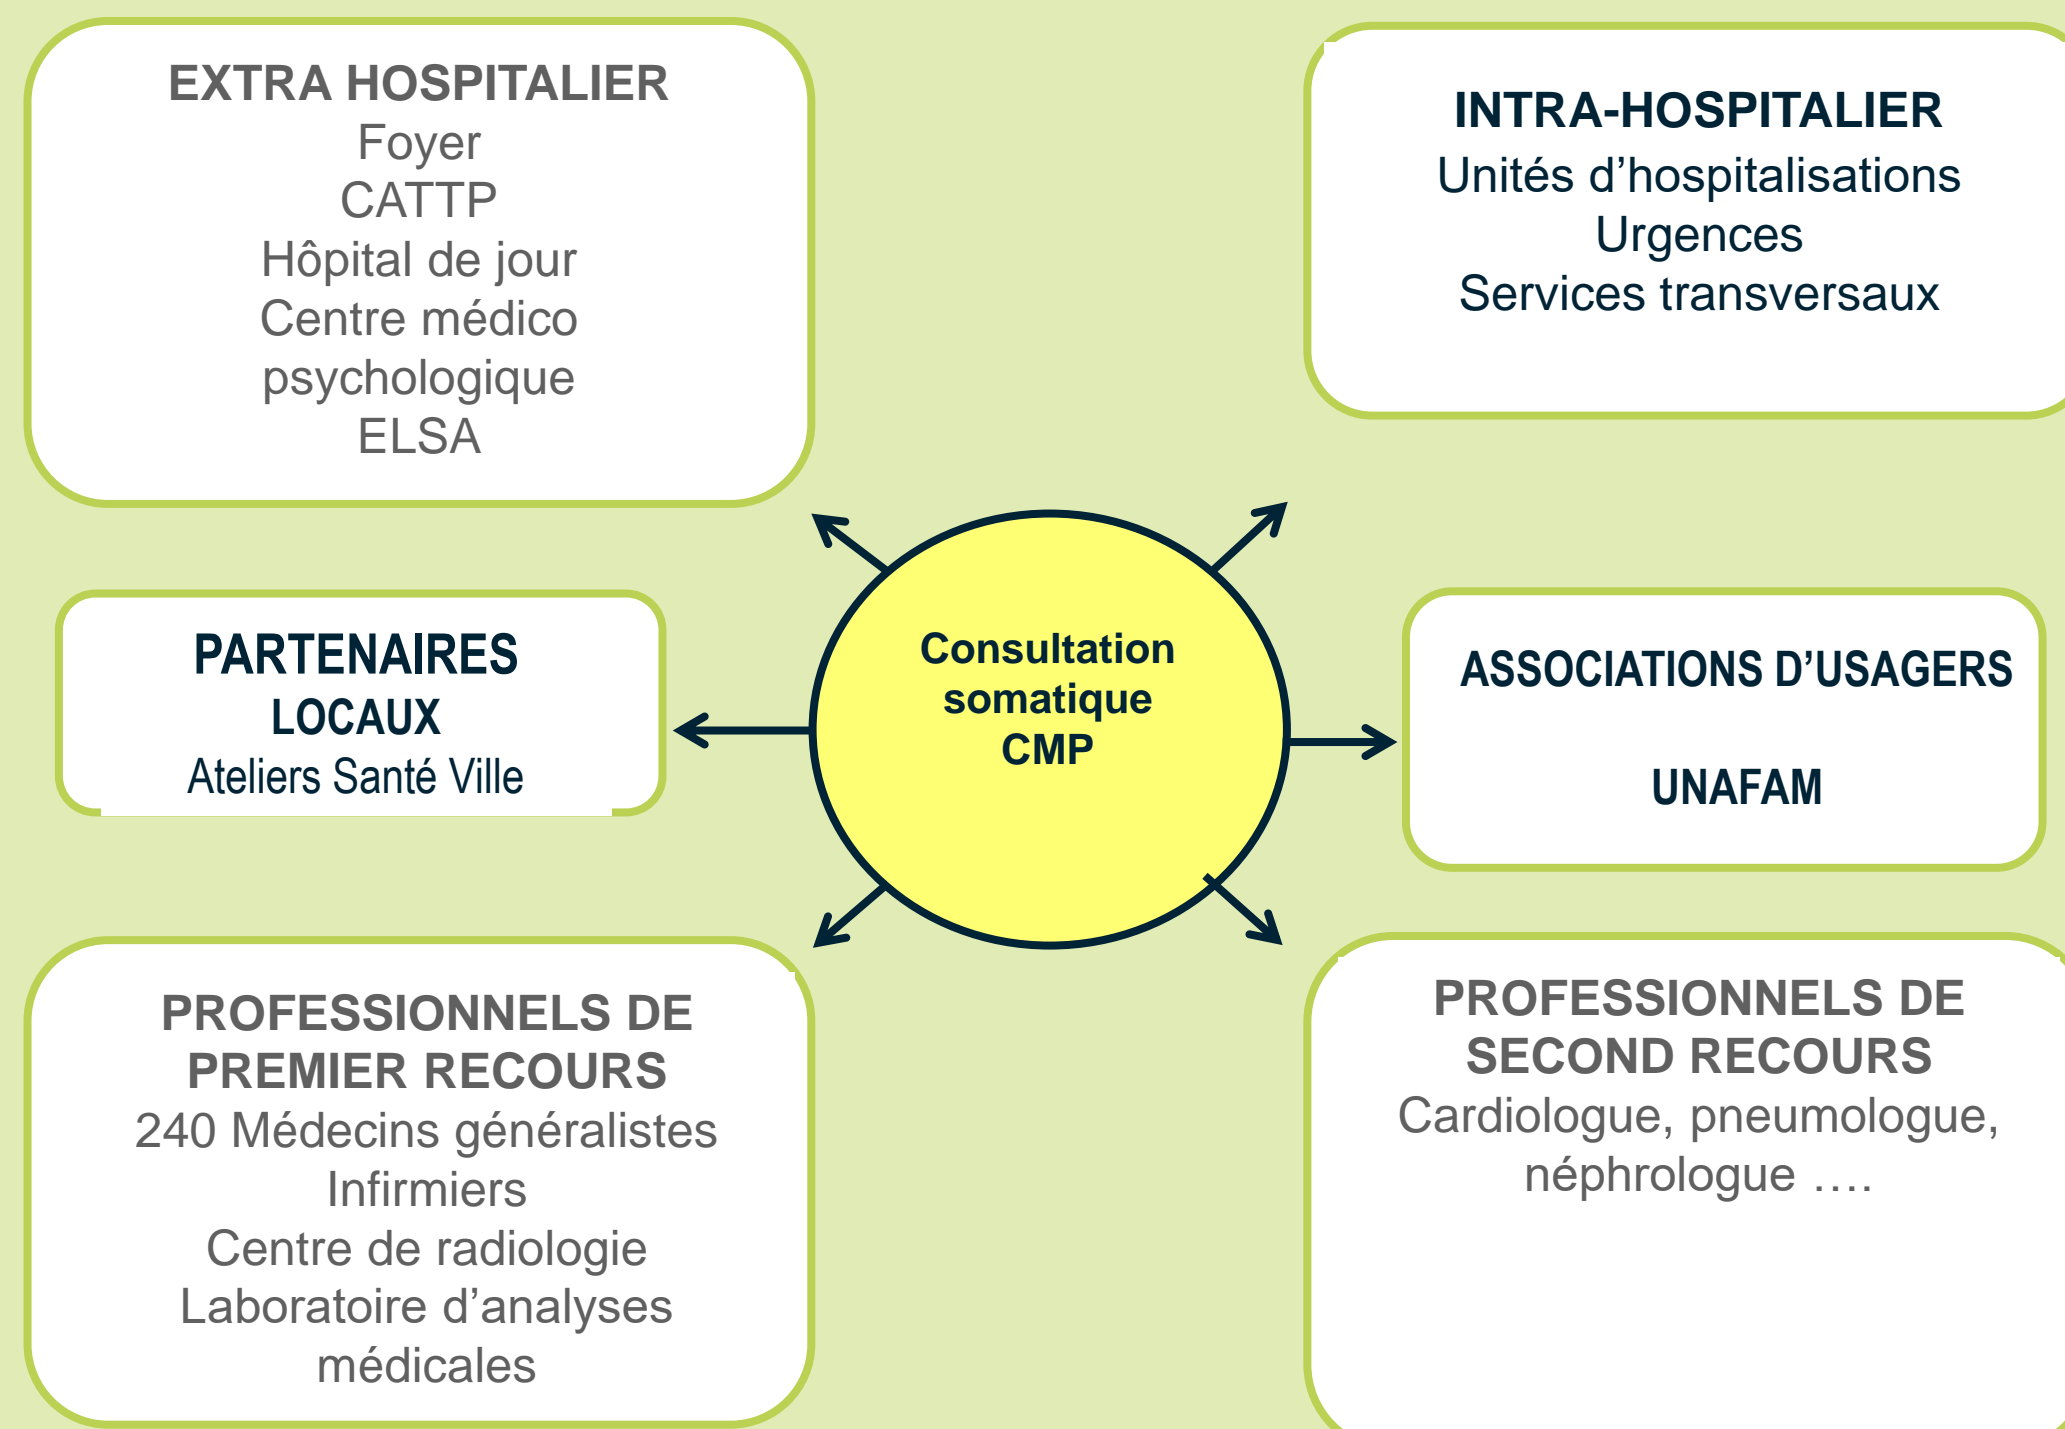 EXTRA HOSPITALIER
Foyer
CATTP
Hôpital de jour
Centre médico
psychologique
ELSA
INTRA-HOSPITALIER
Unités d’hospitalisations
Urgences
Services transversaux
PARTENAIRES
LOCAUX
Ateliers Santé Ville
Consultation
somatique
CMP
ASSOCIATIONS D’USAGERS
UNAFAM
PROFESSIONNELS DE
PREMIER RECOURS
240 Médecins généralistes
Infirmiers
Centre de radiologie
Laboratoire d’analyses
médicales
PROFESSIONNELS DE
SECOND RECOURS
Cardiologue, pneumologue,
néphrologue ….